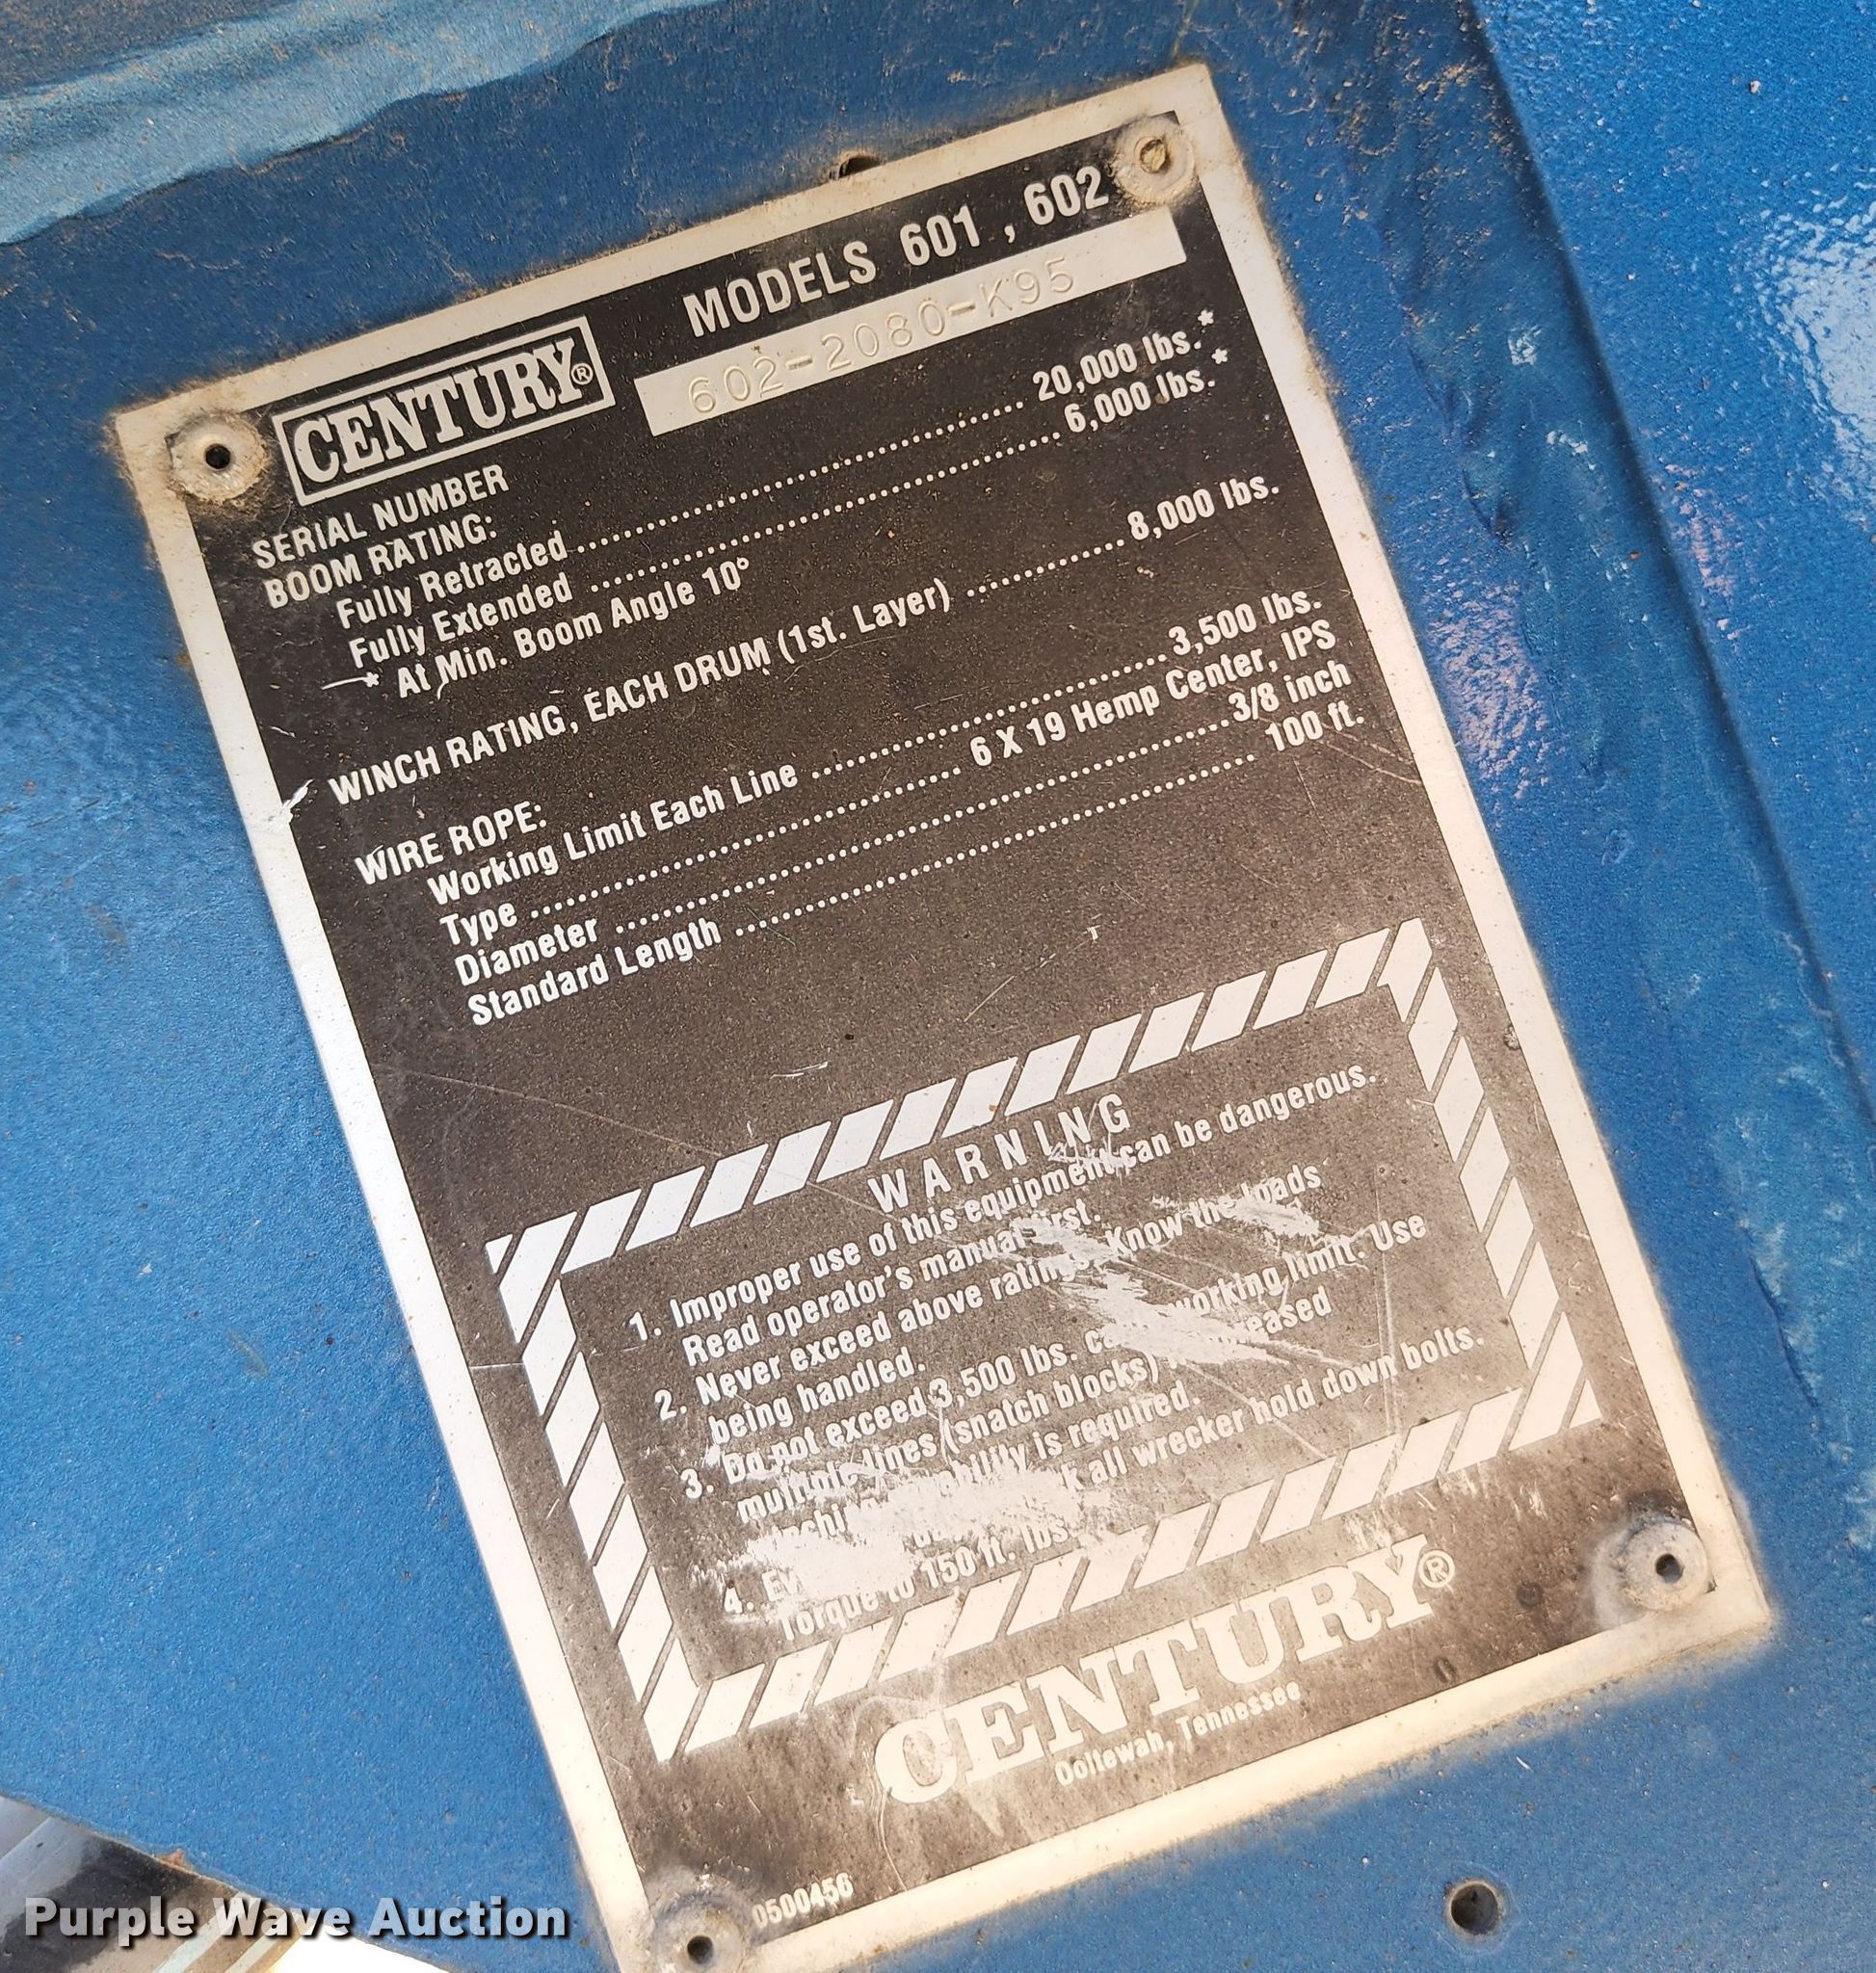 CENTURY®
MODELS 601 , 602
SERIAL NUMBER 602-2080-K95
BOOM RATING:
Fully Retracted 20,000 lbs.*
Fully Extended 6,000 lbs.*
* At Min. Boom Angle 10°
WINCH RATING, EACH DRUM (1st. Layer) 8,000 lbs.
WIRE ROPE:
Working Limit Each Line 3,500 lbs.
Type 6 X 19 Hemp Center, IPS
Diameter 3/8 inch
Standard Length 100 ft.
WARNING
1. Improper use of this equipment can be dangerous.
Read operator's manual first.
2. Never exceed above ratings. Know the loads
being handled.
3. Do not exceed 3,500 lbs. working limit. Use
multiple lines (snatch blocks)
is required.
4. all wrecker hold down bolts.
Torque to 150 ft. lbs.
CENTURY®
Ooltewah, Tennessee
0500456
Purple Wave Auction